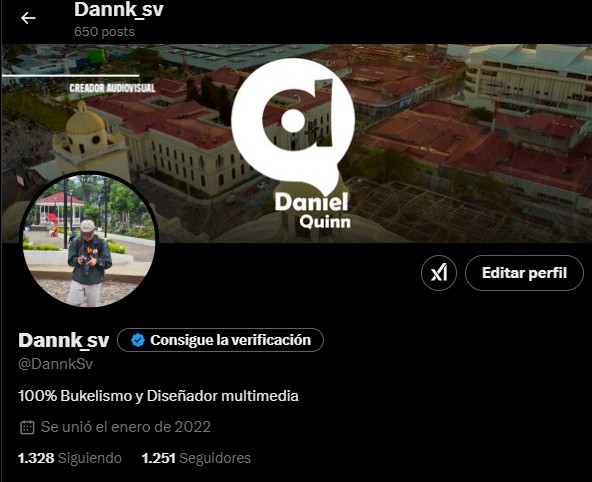 Dannk_sv
650 posts
CREADOR AUDIOVISUAL
d
Daniel
Quinn
Editar perfil
Dannk_sv Consigue la verificación
@DannkSv
100% Bukelismo y Diseñador multimedia
Se unió el enero de 2022
1.328 Siguiendo 1.251 Seguidores